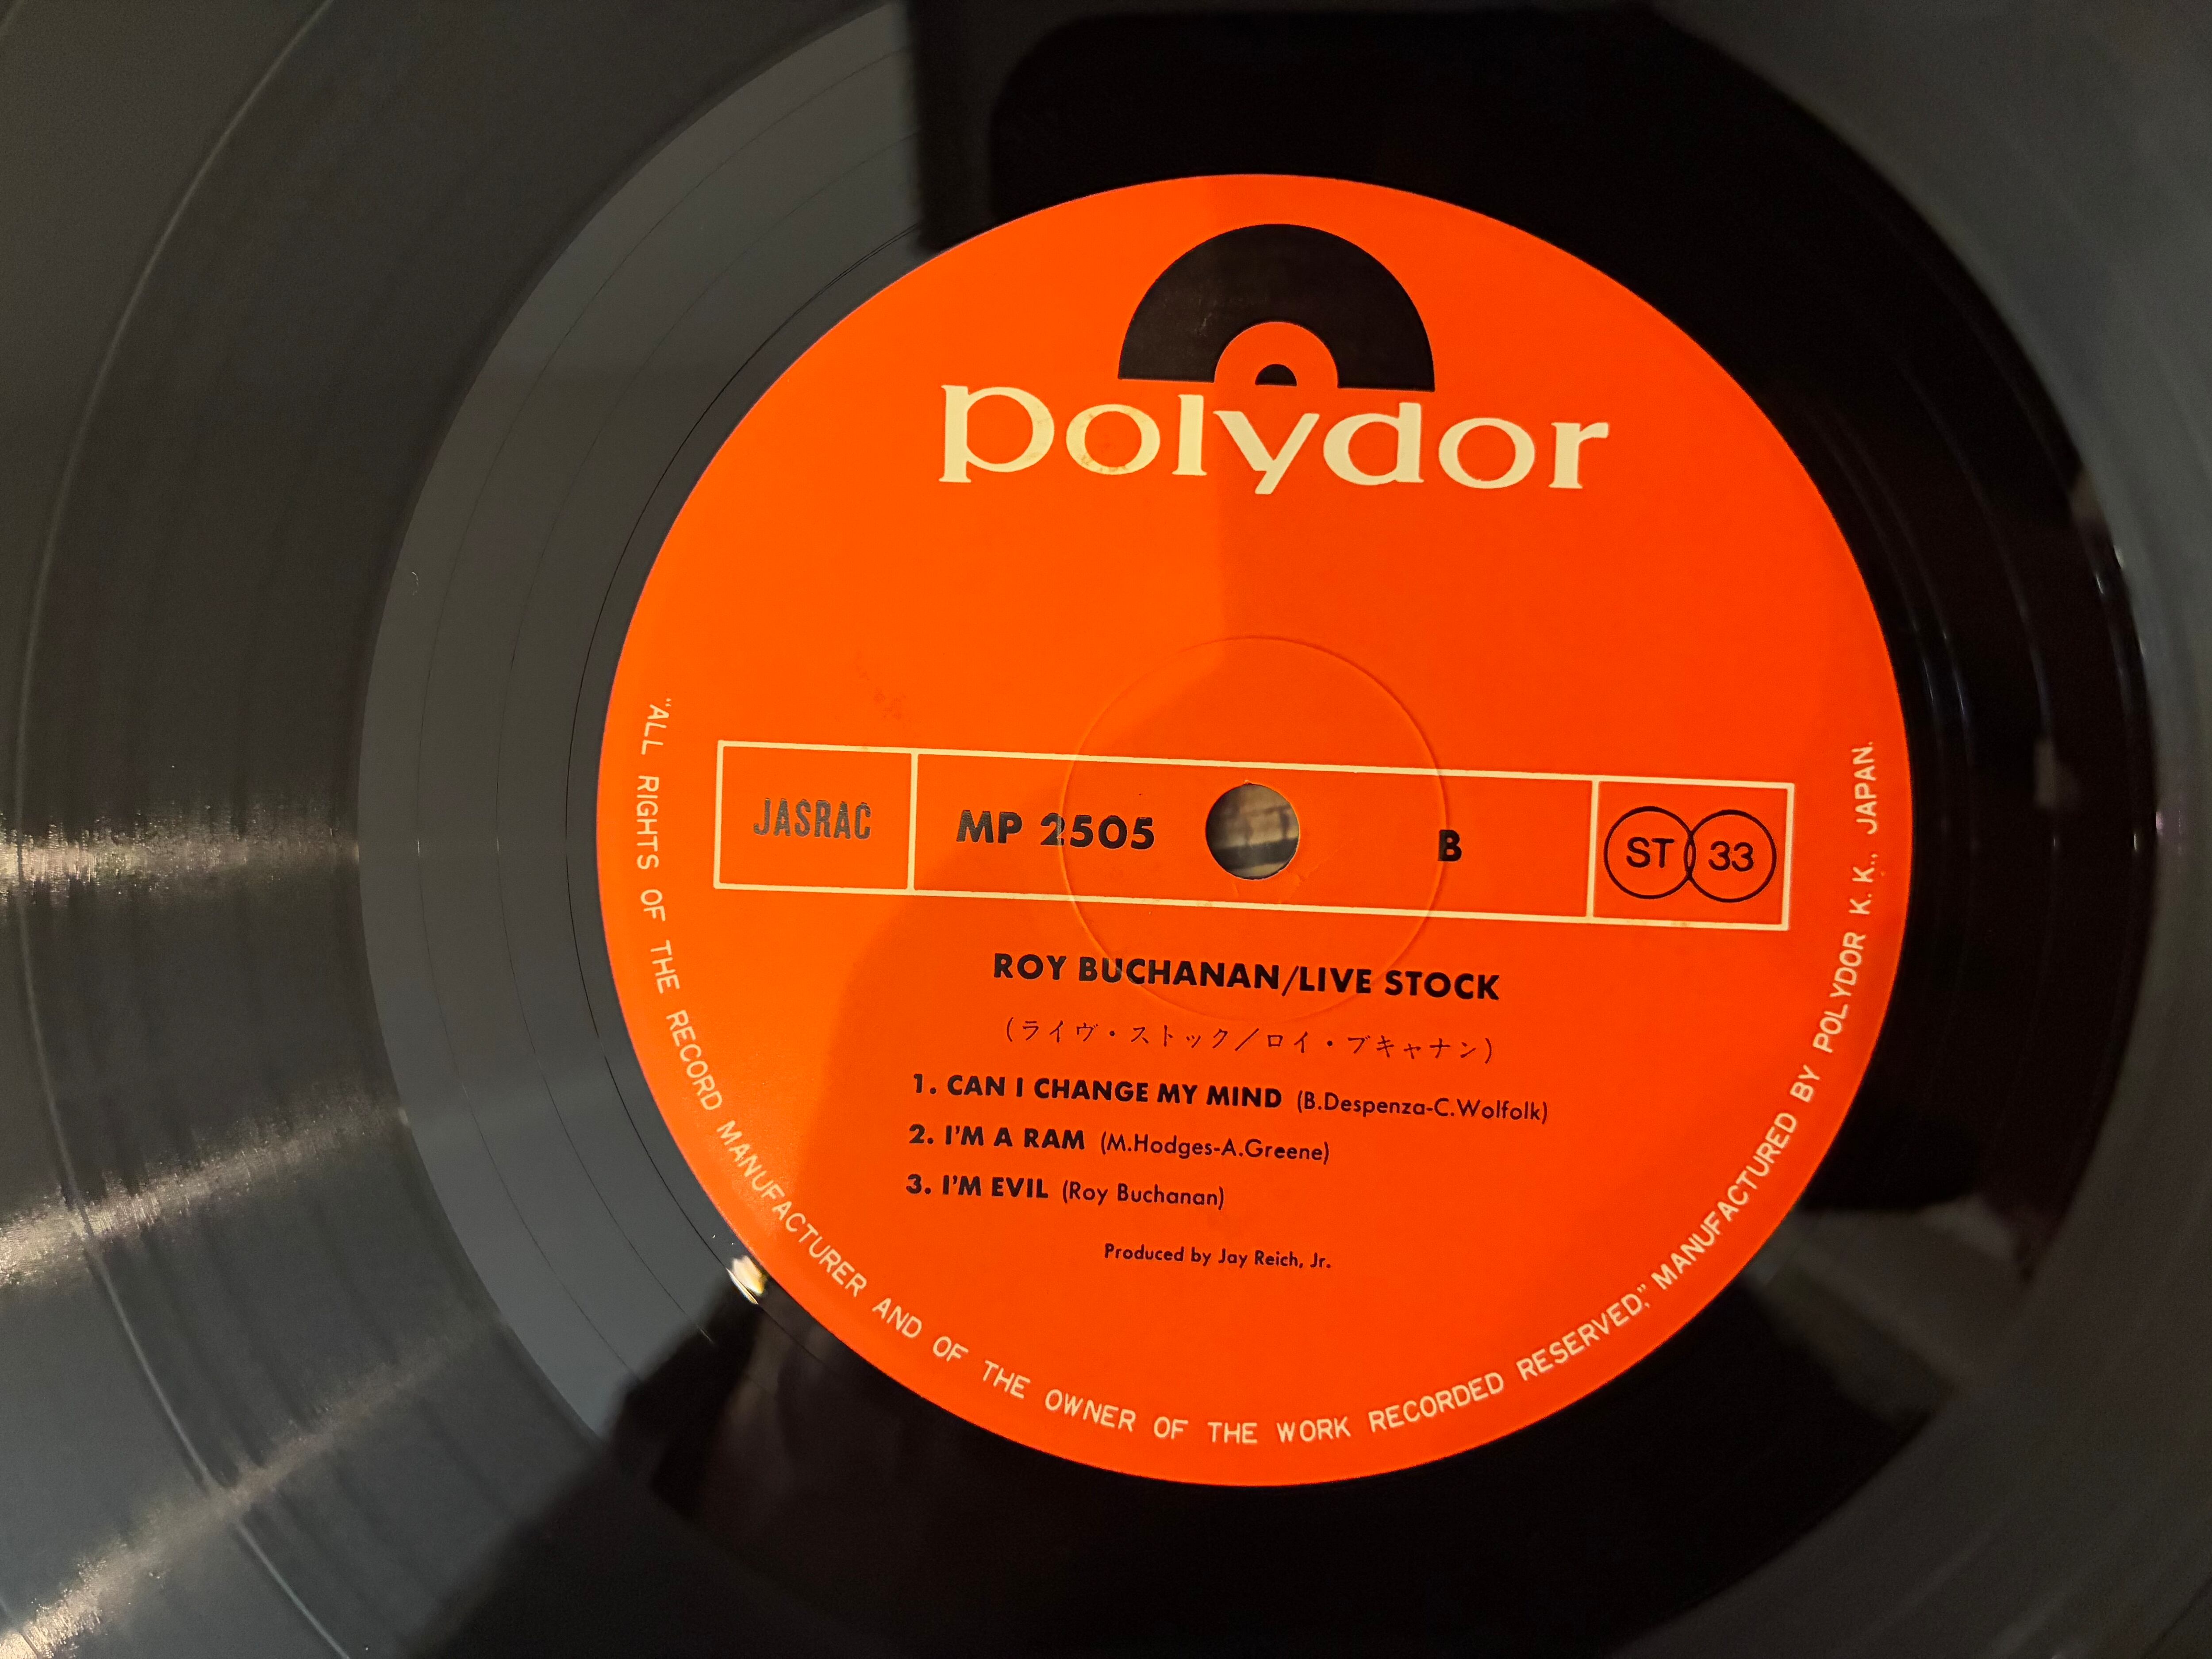 polydor
JASRAC MP 2505 B ST 33
ROY BUCHANAN/LIVE STOCK
(ライヴ・ストック／ロイ・ブキャナン)
1. CAN I CHANGE MY MIND (B.Despenza-C.Wolfolk)
2. I'M A RAM (M.Hodges-A.Greene)
3. I'M EVIL (Roy Buchanan)
Produced by Jay Reich, Jr.
"ALL RIGHTS OF THE RECORD MANUFACTURER AND OF THE OWNER OF THE WORK RECORDED RESERVED," MANUFACTURED BY POLYDOR K. K., JAPAN.